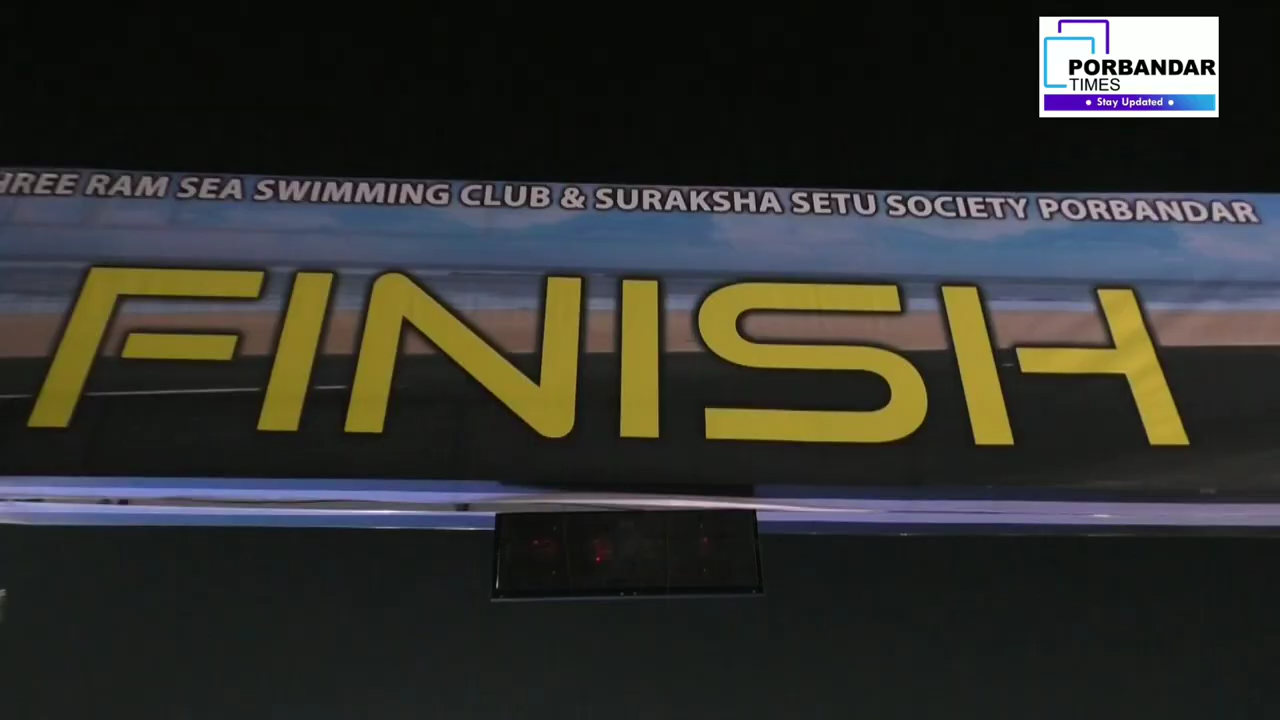 PORBANDAR
TIMES
• Stay Updated •
HREE RAM SEA SWIMMING CLUB & SURAKSHA SETU SOCIETY PORBANDAR
FINISH